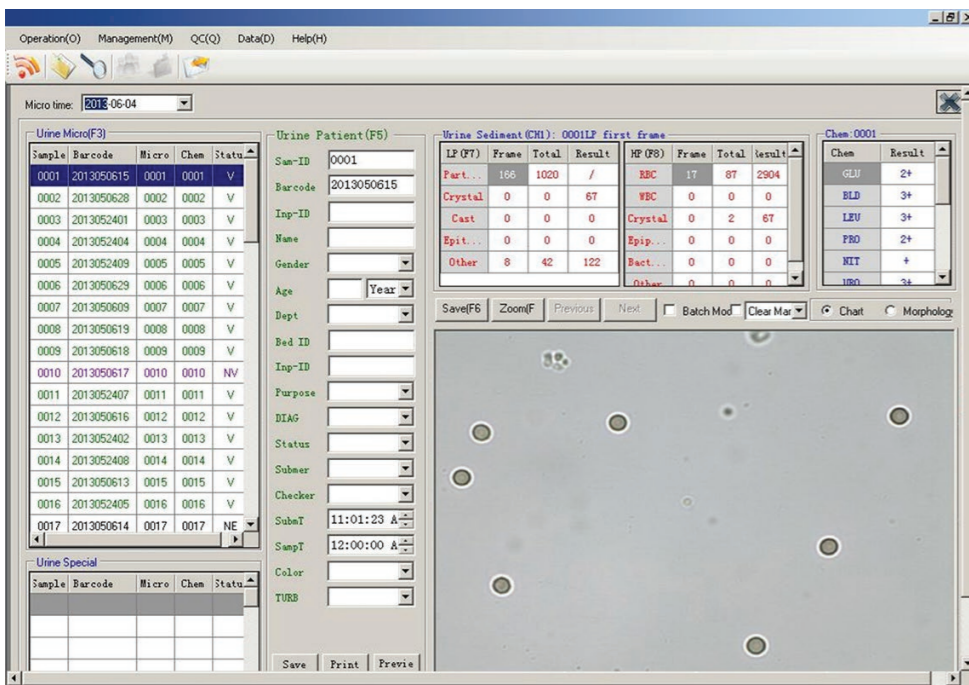 Operation(O) Management(M) QC(Q) Data(D) Help(H)
Micro time: 2013-06-04
Urine Micro(F3)
Sample Barcode Micro Chem Statu
0001 2013050615 0001 0001 V
0002 2013050628 0002 0002 V
0003 2013052401 0003 0003 V
0004 2013052404 0004 0004 V
0005 2013052409 0005 0005 V
0006 2013050629 0006 0006 V
0007 2013050609 0007 0007 V
0008 2013050619 0008 0008 V
0009 2013050618 0009 0009 V
0010 2013050617 0010 0010 NV
0011 2013052407 0011 0011 V
0012 2013050616 0012 0012 V
0013 2013052402 0013 0013 V
0014 2013052408 0014 0014 V
0015 2013050613 0015 0015 V
0016 2013052405 0016 0016 V
0017 2013050614 0017 0017 NE
Urine Special
Sample Barcode Micro Chem Statu
Urine Patient(F5)
Sam-ID 0001
Barcode 2013050615
Inp-ID
Name
Gender
Age Year
Dept
Bed ID
Inp-ID
Purpose
DIAG
Status
Submer
Checker
SubmT 11:01:23 A
SampT 12:00:00 A
Color
TURB
Save Print Previe
Urine Sediment(CH1): 0001LP first frame
LP(F7) Frame Total Result
Part... 166 1020 /
Crystal 0 0 67
Cast 0 0 0
Epit... 0 0 0
Other 8 42 122
HP(F8) Frame Total Result
RBC 17 87 2904
WBC 0 0 0
Crystal 0 2 67
Epip... 0 0 0
Bact... 0 0 0
Other 0 0 0
Chem:0001
Chem Result
GLU 2+
BLD 3+
LEU 3+
PRO 2+
NIT +
URO 3+
Save(F6 Zoom(F Previous Next Batch Mod Clear Mar Chart Morpholog